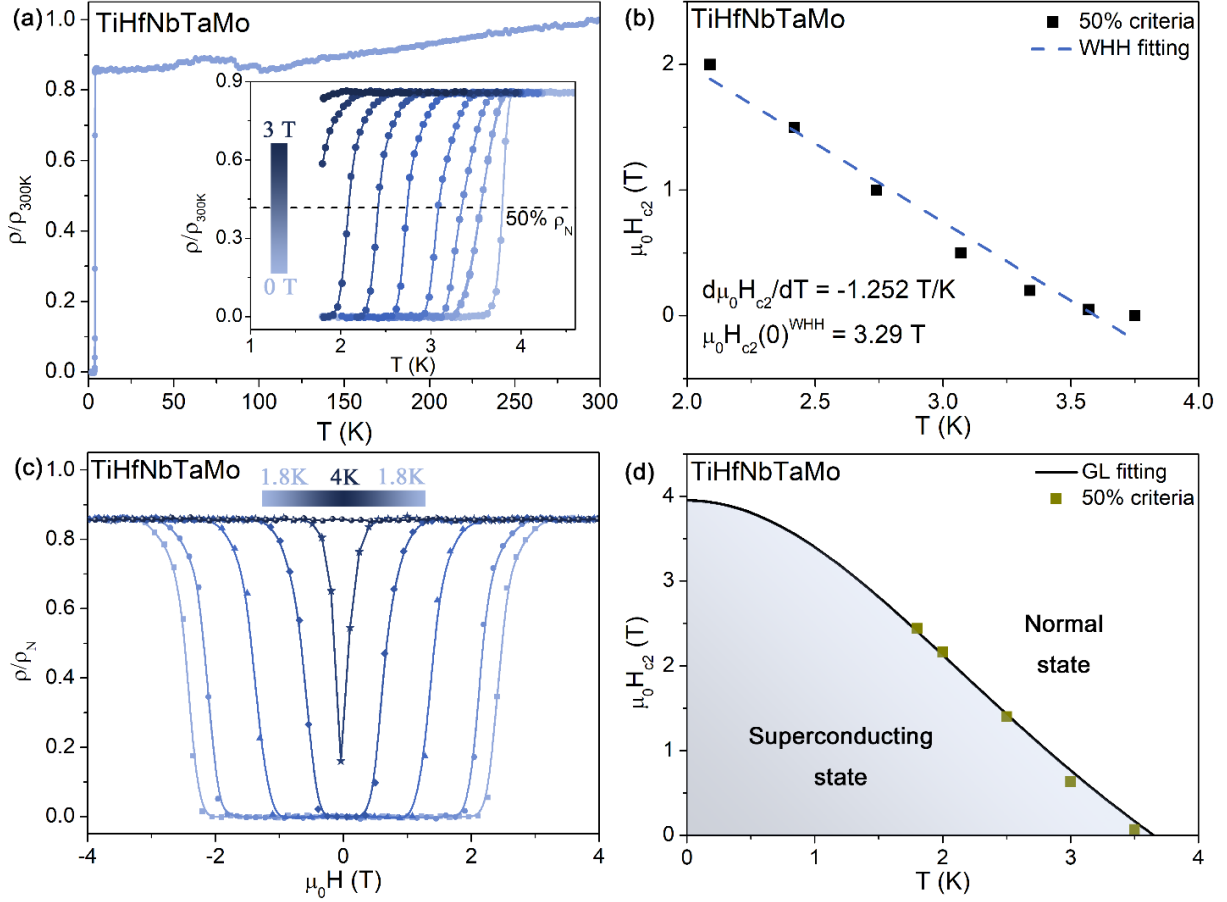 (a) TiHfNbTaMo
1.0
0.8
0.6
0.4
0.2
0.0
ρ/ρ300K
0 50 100 150 200 250 300
T (K)
0.9
0.6
0.3
0.0
ρ/ρ300K
3 T
0 T
50% ρN
1 2 3 4
T (K)
(b) TiHfNbTaMo
50% criteria
WHH fitting
2
1
0
μ0Hc2 (T)
dμ0Hc2/dT = -1.252 T/K
μ0Hc2(0)WHH = 3.29 T
2.0 2.5 3.0 3.5 4.0
T (K)
(c) TiHfNbTaMo
1.8K 4K 1.8K
1.0
0.8
0.6
0.4
0.2
0.0
ρ/ρN
-4 -2 0 2 4
μ0H (T)
(d) TiHfNbTaMo
GL fitting
50% criteria
4
3
2
1
0
μ0Hc2 (T)
Normal
state
Superconducting
state
0 1 2 3 4
T (K)